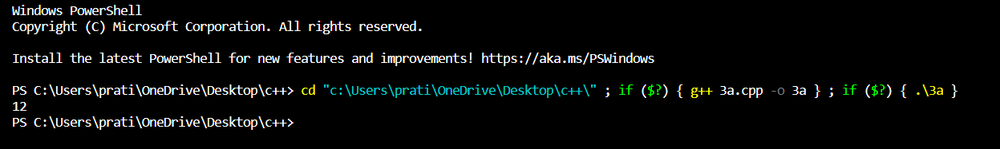 Windows PowerShell
Copyright (C) Microsoft Corporation. All rights reserved.
Install the latest PowerShell for new features and improvements! https://aka.ms/PSWindows
PS C:\Users\prati\OneDrive\Desktop\c++> cd "c:\Users\prati\OneDrive\Desktop\c++\" ; if ($?) { g++ 3a.cpp -o 3a } ; if ($?) { .\3a }
12
PS C:\Users\prati\OneDrive\Desktop\c++>